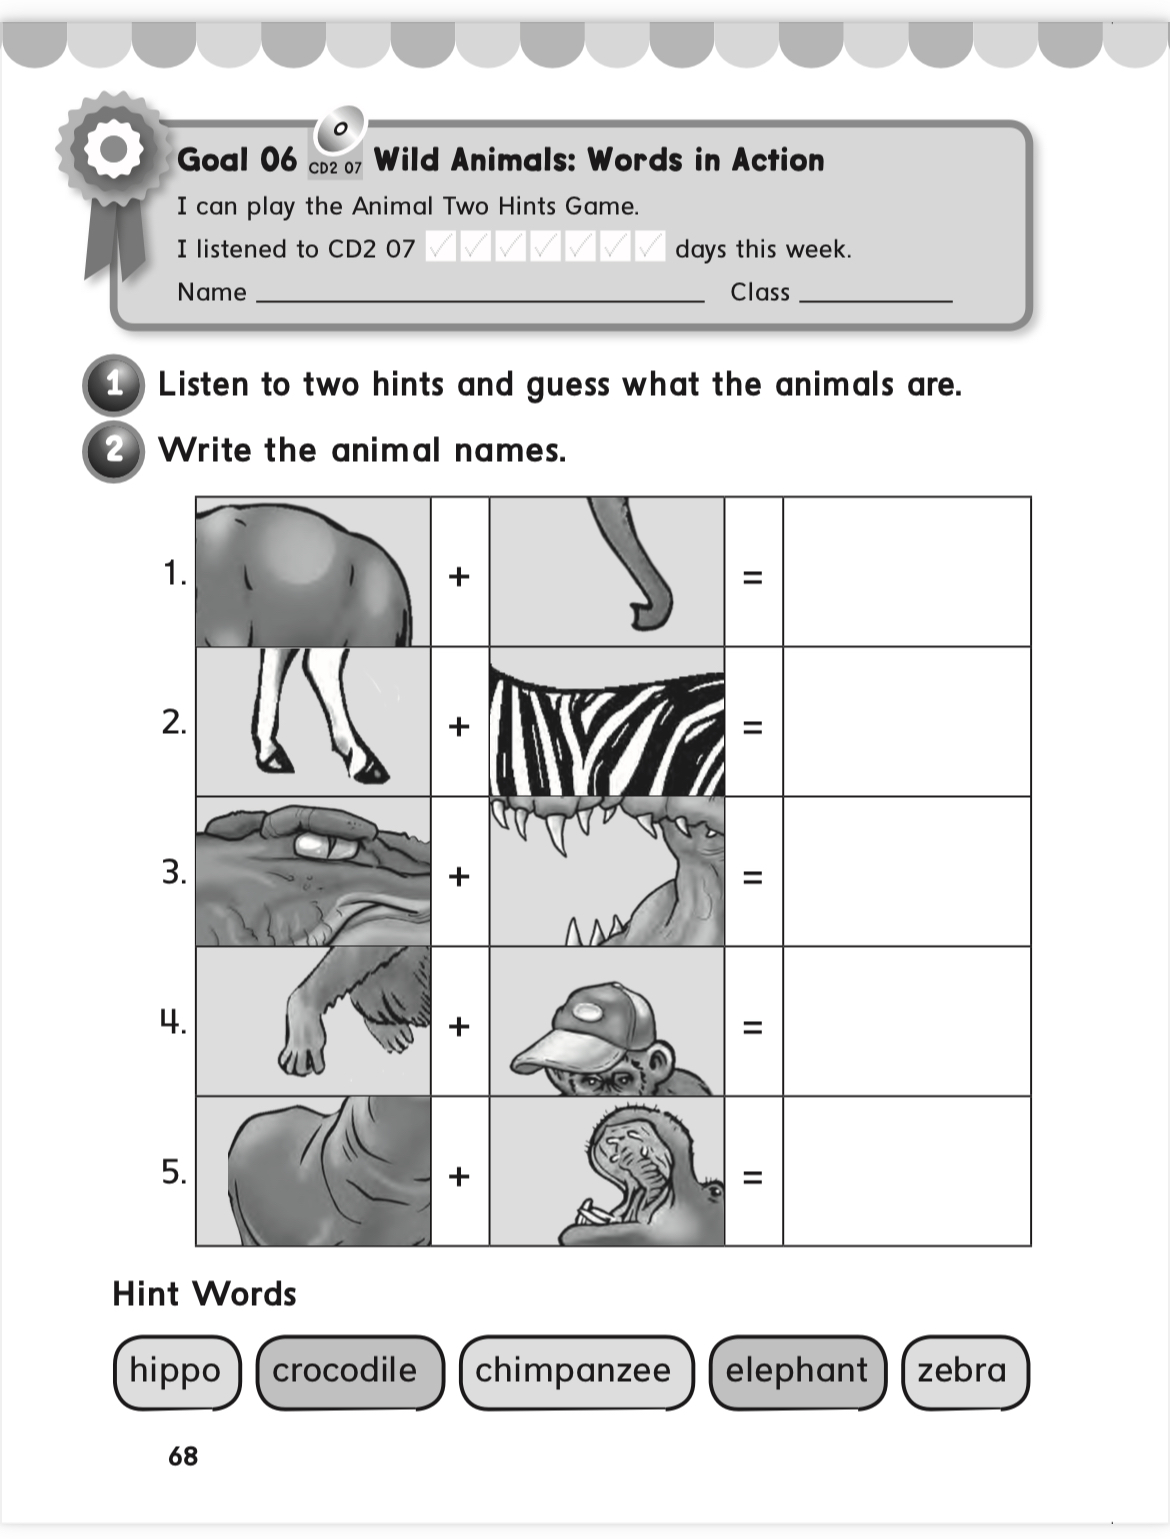 Goal 06 CD2 07 Wild Animals: Words in Action
I can play the Animal Two Hints Game.
I listened to CD2 07 days this week.
Name Class
1 Listen to two hints and guess what the animals are.
2 Write the animal names.
1. + =
2. + =
3. + =
4. + =
5. + =
Hint Words
hippo crocodile chimpanzee elephant zebra
68